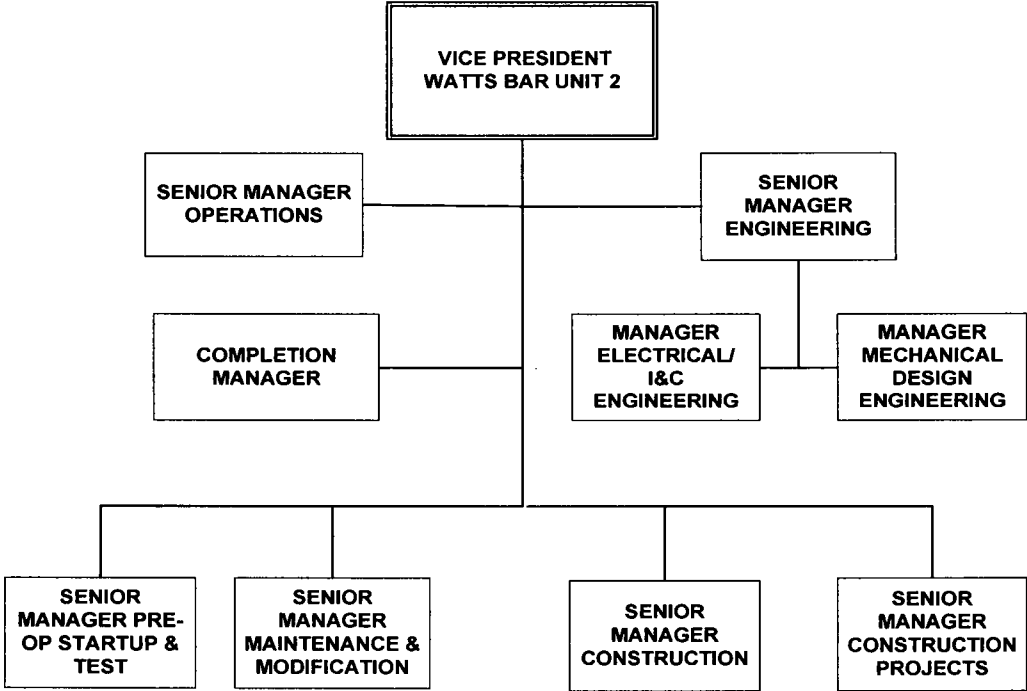 VICE PRESIDENT
WATTS BAR UNIT 2
SENIOR MANAGER
OPERATIONS
SENIOR
MANAGER
ENGINEERING
COMPLETION
MANAGER
MANAGER
ELECTRICAL/
I&C
ENGINEERING
MANAGER
MECHANICAL
DESIGN
ENGINEERING
SENIOR
MANAGER PRE-
OP STARTUP &
TEST
SENIOR
MANAGER
MAINTENANCE &
MODIFICATION
SENIOR
MANAGER
CONSTRUCTION
SENIOR
MANAGER
CONSTRUCTION
PROJECTS